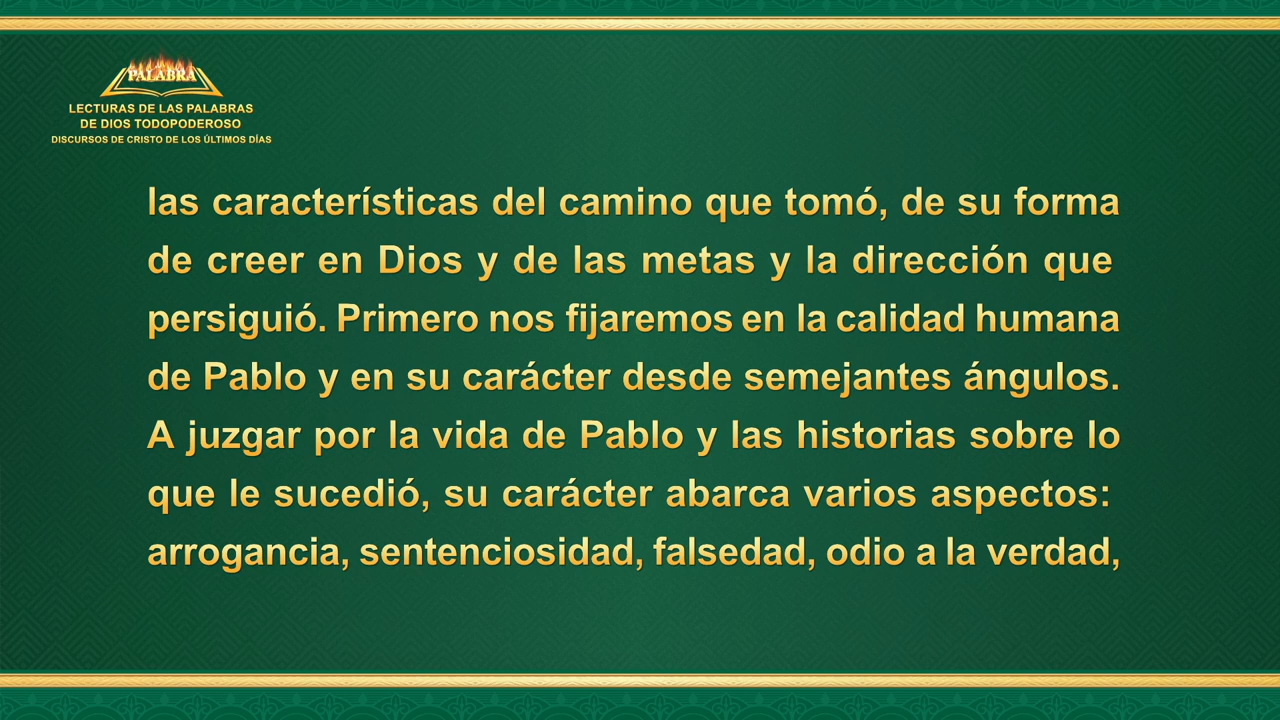 PALABRA
LECTURAS DE LAS PALABRAS
DE DIOS TODOPODEROSO
DISCURSOS DE CRISTO DE LOS ÚLTIMOS DÍAS
las características del camino que tomó, de su forma
de creer en Dios y de las metas y la dirección que
persiguió. Primero nos fijaremos en la calidad humana
de Pablo y en su carácter desde semejantes ángulos.
A juzgar por la vida de Pablo y las historias sobre lo
que le sucedió, su carácter abarca varios aspectos:
arrogancia, sentenciosidad, falsedad, odio a la verdad,